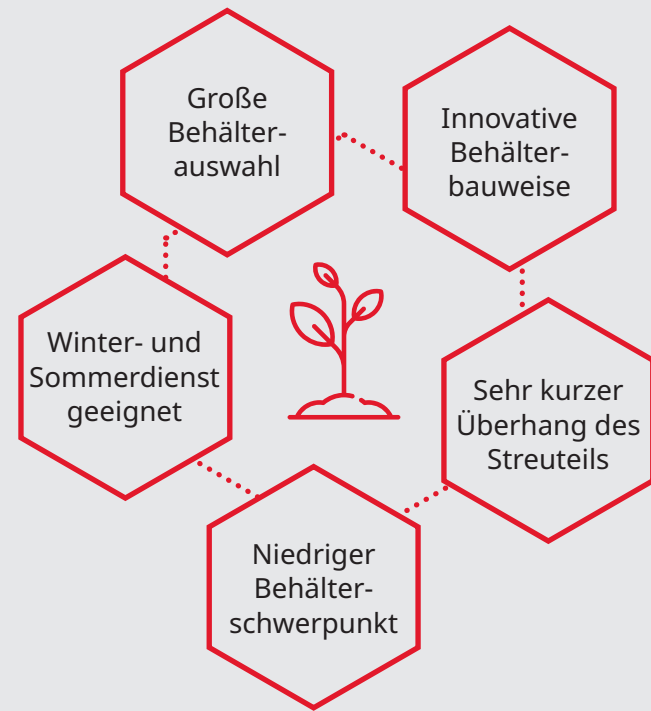 Große
Behälter-
auswahl
Innovative
Behälter-
bauweise
Winter- und
Sommerdienst
geeignet
Sehr kurzer
Überhang des
Streuteils
Niedriger
Behälter-
schwerpunkt